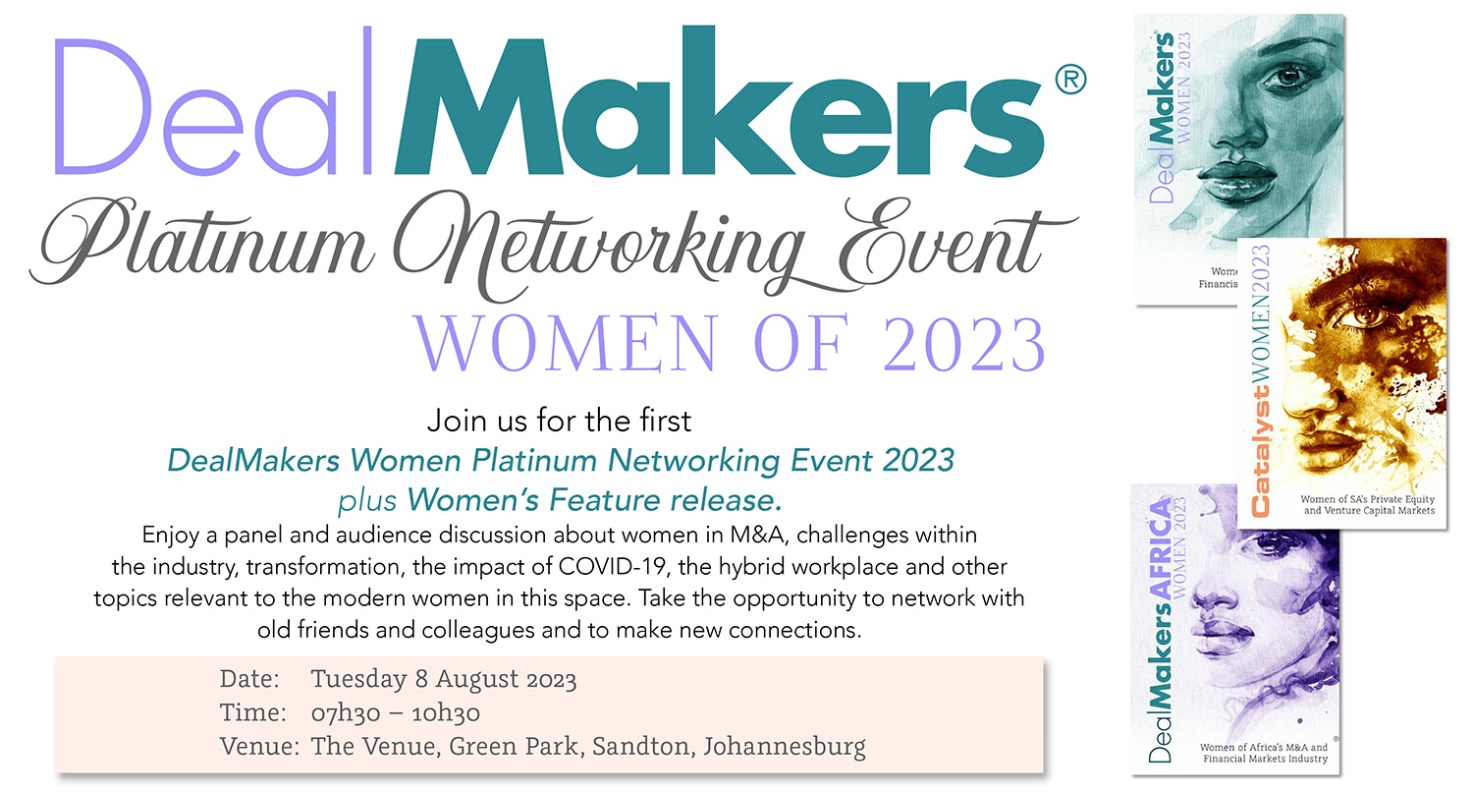 DealMakers®
Platinum Networking Event
WOMEN OF 2023
Join us for the first
DealMakers Women Platinum Networking Event 2023
plus Women's Feature release.
Enjoy a panel and audience discussion about women in M&A, challenges within
the industry, transformation, the impact of COVID-19, the hybrid workplace and other
topics relevant to the modern women in this space. Take the opportunity to network with
old friends and colleagues and to make new connections.
Date: Tuesday 8 August 2023
Time: 07h30 – 10h30
Venue: The Venue, Green Park, Sandton, Johannesburg
DealMakers
WOMEN 2023
Catalyst WOMEN 2023
Women of SA's Private Equity
and Venture Capital Markets
DealMakers AFRICA
WOMEN 2023
Women of Africa's M&A and
Financial Markets Industry